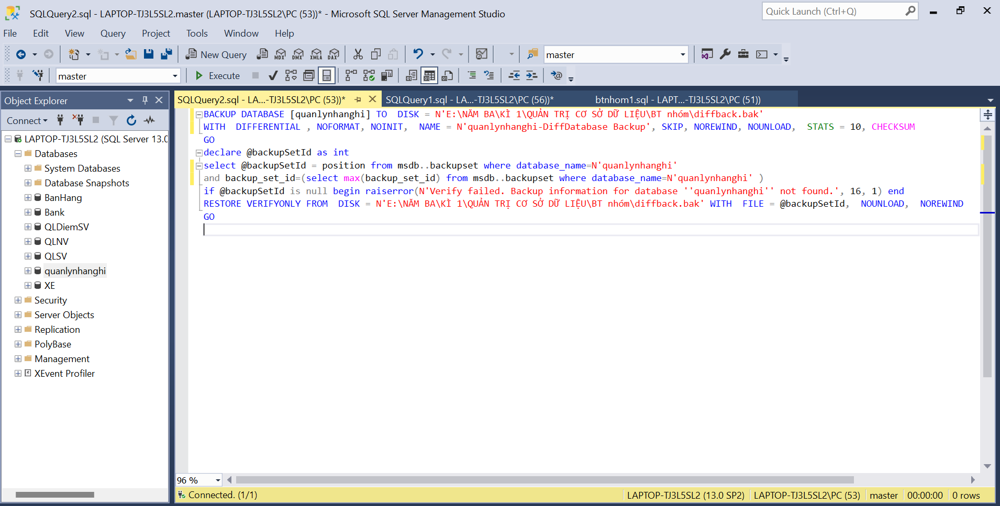 SQLQuery2.sql - LAPTOP-TJ3L5SL2.master (LAPTOP-TJ3L5SL2\PC (53))* - Microsoft SQL Server Management Studio
Quick Launch (Ctrl+Q)
File Edit View Query Project Tools Window Help
New Query MDX DMX XMLA DAX master
master Execute
Object Explorer
SQLQuery2.sql - LA...-TJ3L5SL2\PC (53))* SQLQuery1.sql - LA...-TJ3L5SL2\PC (56))* btnhom1.sql - LAPT...-TJ3L5SL2\PC (51))
Connect
LAPTOP-TJ3L5SL2 (SQL Server 13.0
Databases
System Databases
Database Snapshots
BanHang
Bank
QLDiemSV
QLNV
QLSV
quanlynhanghi
XE
Security
Server Objects
Replication
PolyBase
Management
XEvent Profiler
BACKUP DATABASE [quanlynhanghi] TO  DISK = N'E:\NĂM BA\KÌ 1\QUẢN TRỊ CƠ SỞ DỮ LIỆU\BT nhóm\diffback.bak'
WITH  DIFFERENTIAL , NOFORMAT, NOINIT,  NAME = N'quanlynhanghi-DiffDatabase Backup', SKIP, NOREWIND, NOUNLOAD,  STATS = 10, CHECKSUM
GO
declare @backupSetId as int
select @backupSetId = position from msdb..backupset where database_name=N'quanlynhanghi'
and backup_set_id=(select max(backup_set_id) from msdb..backupset where database_name=N'quanlynhanghi' )
if @backupSetId is null begin raiserror(N'Verify failed. Backup information for database ''quanlynhanghi'' not found.', 16, 1) end
RESTORE VERIFYONLY FROM  DISK = N'E:\NĂM BA\KÌ 1\QUẢN TRỊ CƠ SỞ DỮ LIỆU\BT nhóm\diffback.bak' WITH  FILE = @backupSetId,  NOUNLOAD,  NOREWIND
GO
96 %
Connected. (1/1) LAPTOP-TJ3L5SL2 (13.0 SP2) LAPTOP-TJ3L5SL2\PC (53) master 00:00:00 0 rows